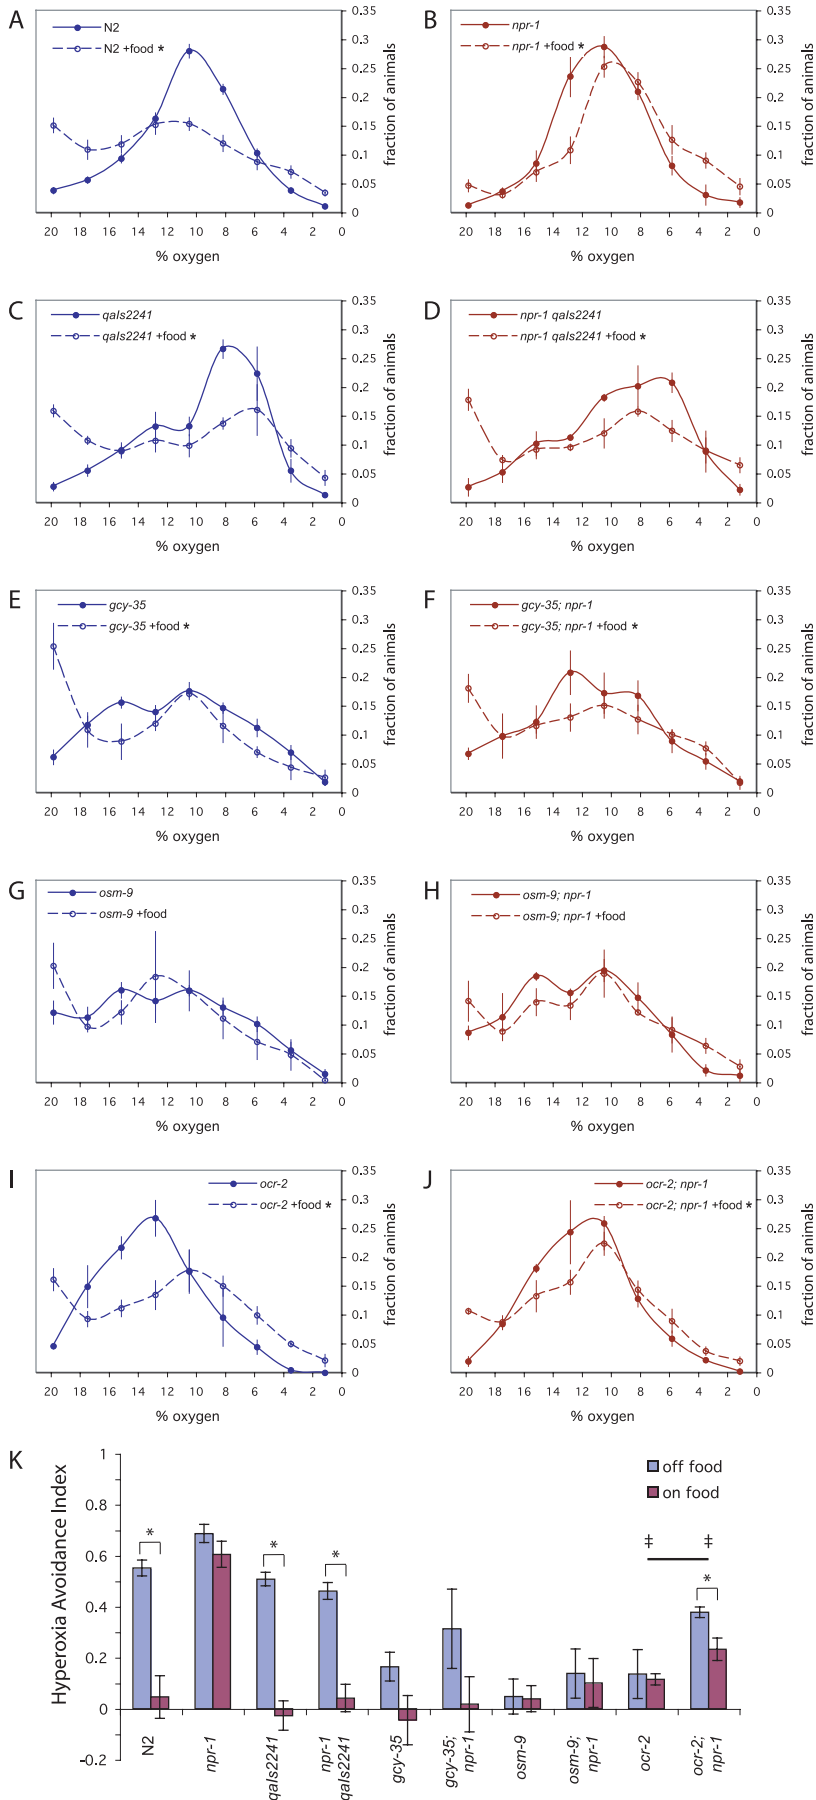 A
N2
N2 +food *
0.35
0.3
0.25
0.2
0.15
0.1
0.05
0
fraction of animals
20 18 16 14 12 10 8 6 4 2 0
% oxygen
B
npr-1
npr-1 +food *
0.35
0.3
0.25
0.2
0.15
0.1
0.05
0
fraction of animals
20 18 16 14 12 10 8 6 4 2 0
% oxygen
C
qaIs2241
qaIs2241 +food *
0.35
0.3
0.25
0.2
0.15
0.1
0.05
0
fraction of animals
20 18 16 14 12 10 8 6 4 2 0
% oxygen
D
npr-1 qaIs2241
npr-1 qaIs2241 +food *
0.35
0.3
0.25
0.2
0.15
0.1
0.05
0
fraction of animals
20 18 16 14 12 10 8 6 4 2 0
% oxygen
E
gcy-35
gcy-35 +food *
0.35
0.3
0.25
0.2
0.15
0.1
0.05
0
fraction of animals
20 18 16 14 12 10 8 6 4 2 0
% oxygen
F
gcy-35; npr-1
gcy-35; npr-1 +food *
0.35
0.3
0.25
0.2
0.15
0.1
0.05
0
fraction of animals
20 18 16 14 12 10 8 6 4 2 0
% oxygen
G
osm-9
osm-9 +food
0.35
0.3
0.25
0.2
0.15
0.1
0.05
0
fraction of animals
20 18 16 14 12 10 8 6 4 2 0
% oxygen
H
osm-9; npr-1
osm-9; npr-1 +food
0.35
0.3
0.25
0.2
0.15
0.1
0.05
0
fraction of animals
20 18 16 14 12 10 8 6 4 2 0
% oxygen
I
ocr-2
ocr-2 +food *
0.35
0.3
0.25
0.2
0.15
0.1
0.05
0
fraction of animals
20 18 16 14 12 10 8 6 4 2 0
% oxygen
J
ocr-2; npr-1
ocr-2; npr-1 +food *
0.35
0.3
0.25
0.2
0.15
0.1
0.05
0
fraction of animals
20 18 16 14 12 10 8 6 4 2 0
% oxygen
K
Hyperoxia Avoidance Index
1
0.8
0.6
0.4
0.2
0
-0.2
off food
on food
* * * ‡ ‡ *
N2
npr-1
qaIs2241
npr-1
qaIs2241
gcy-35
gcy-35;
npr-1
osm-9
osm-9;
npr-1
ocr-2
ocr-2;
npr-1